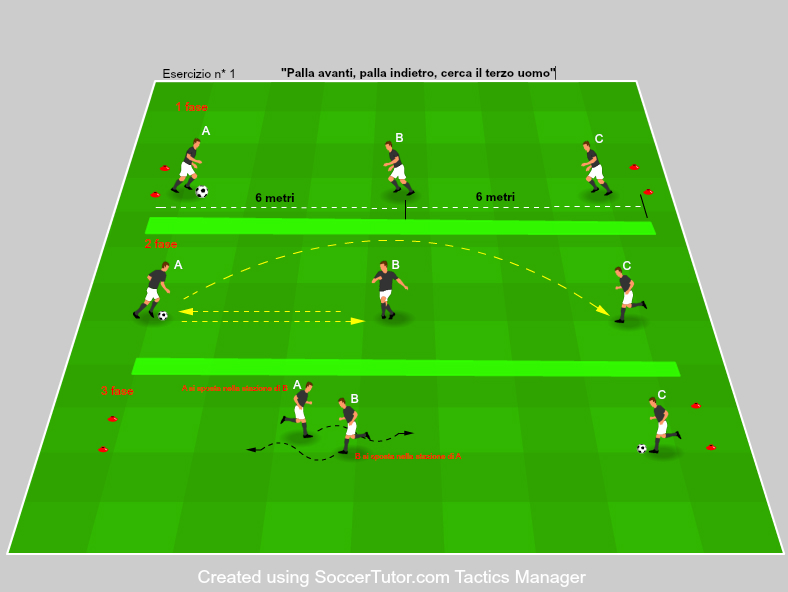 Esercizio n* 1
"Palla avanti, palla indietro, cerca il terzo uomo"
1 fase
A
B
C
6 metri
6 metri
2 fase
A
B
C
3 fase
A
B
C
Created using SoccerTutor.com Tactics Manager